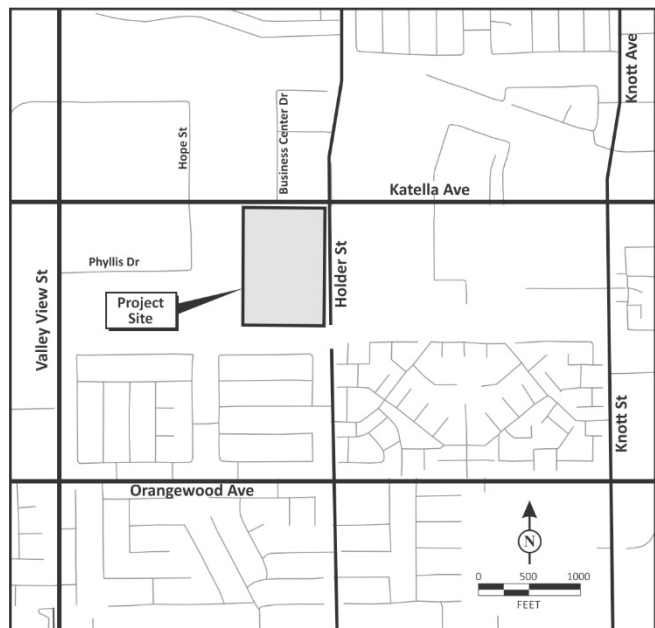 Knott Ave
Hope St
Business Center Dr
Katella Ave
Phyllis Dr
Holder St
Valley View St
Project
Site
Knott St
Orangewood Ave
N
0 500 1000
FEET